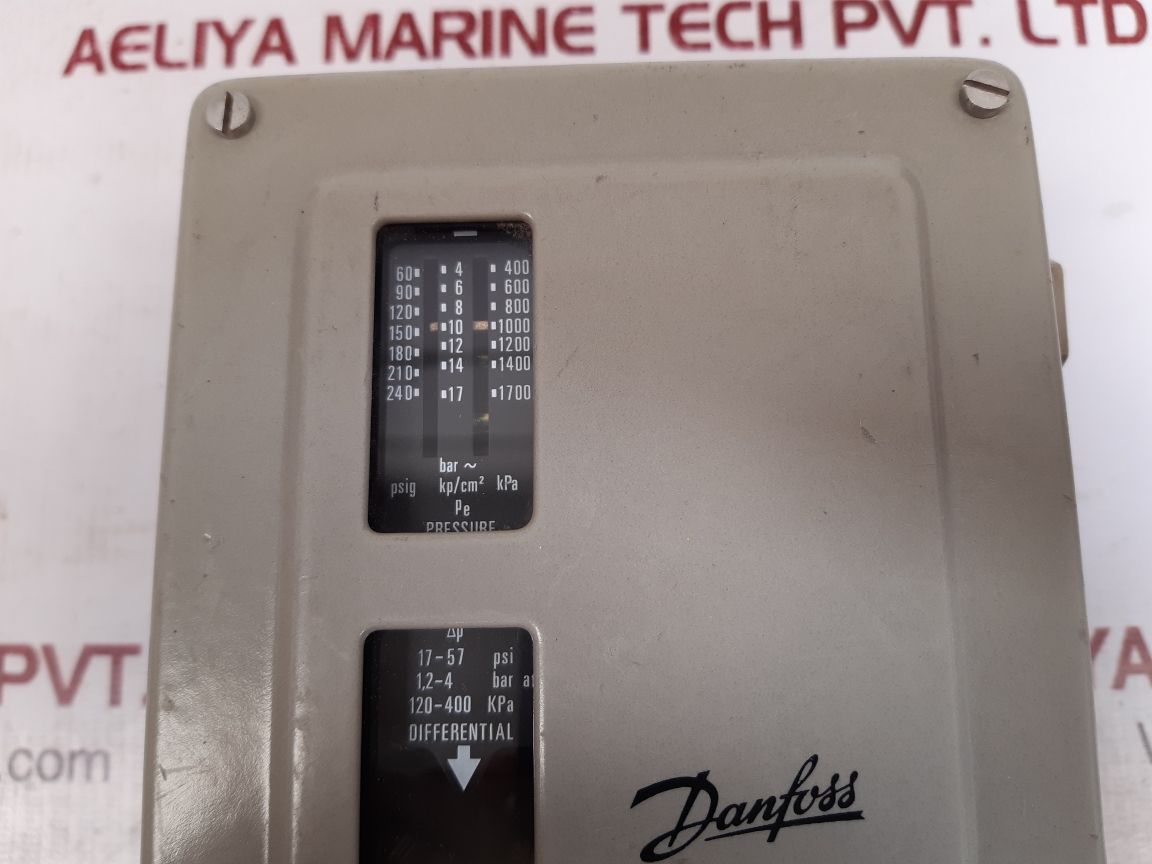 AELIYA MARINE TECH PVT. LTD
60 4 400
90 6 600
120 8 800
150 10 1000
180 12 1200
210 14 1400
240 17 1700
bar ~
psig kp/cm² kPa
pe
PRESSURE
Δp
17-57 psi
1,2-4 bar
120-400 KPa
DIFFERENTIAL
Danfoss
PVT.
.com
YA